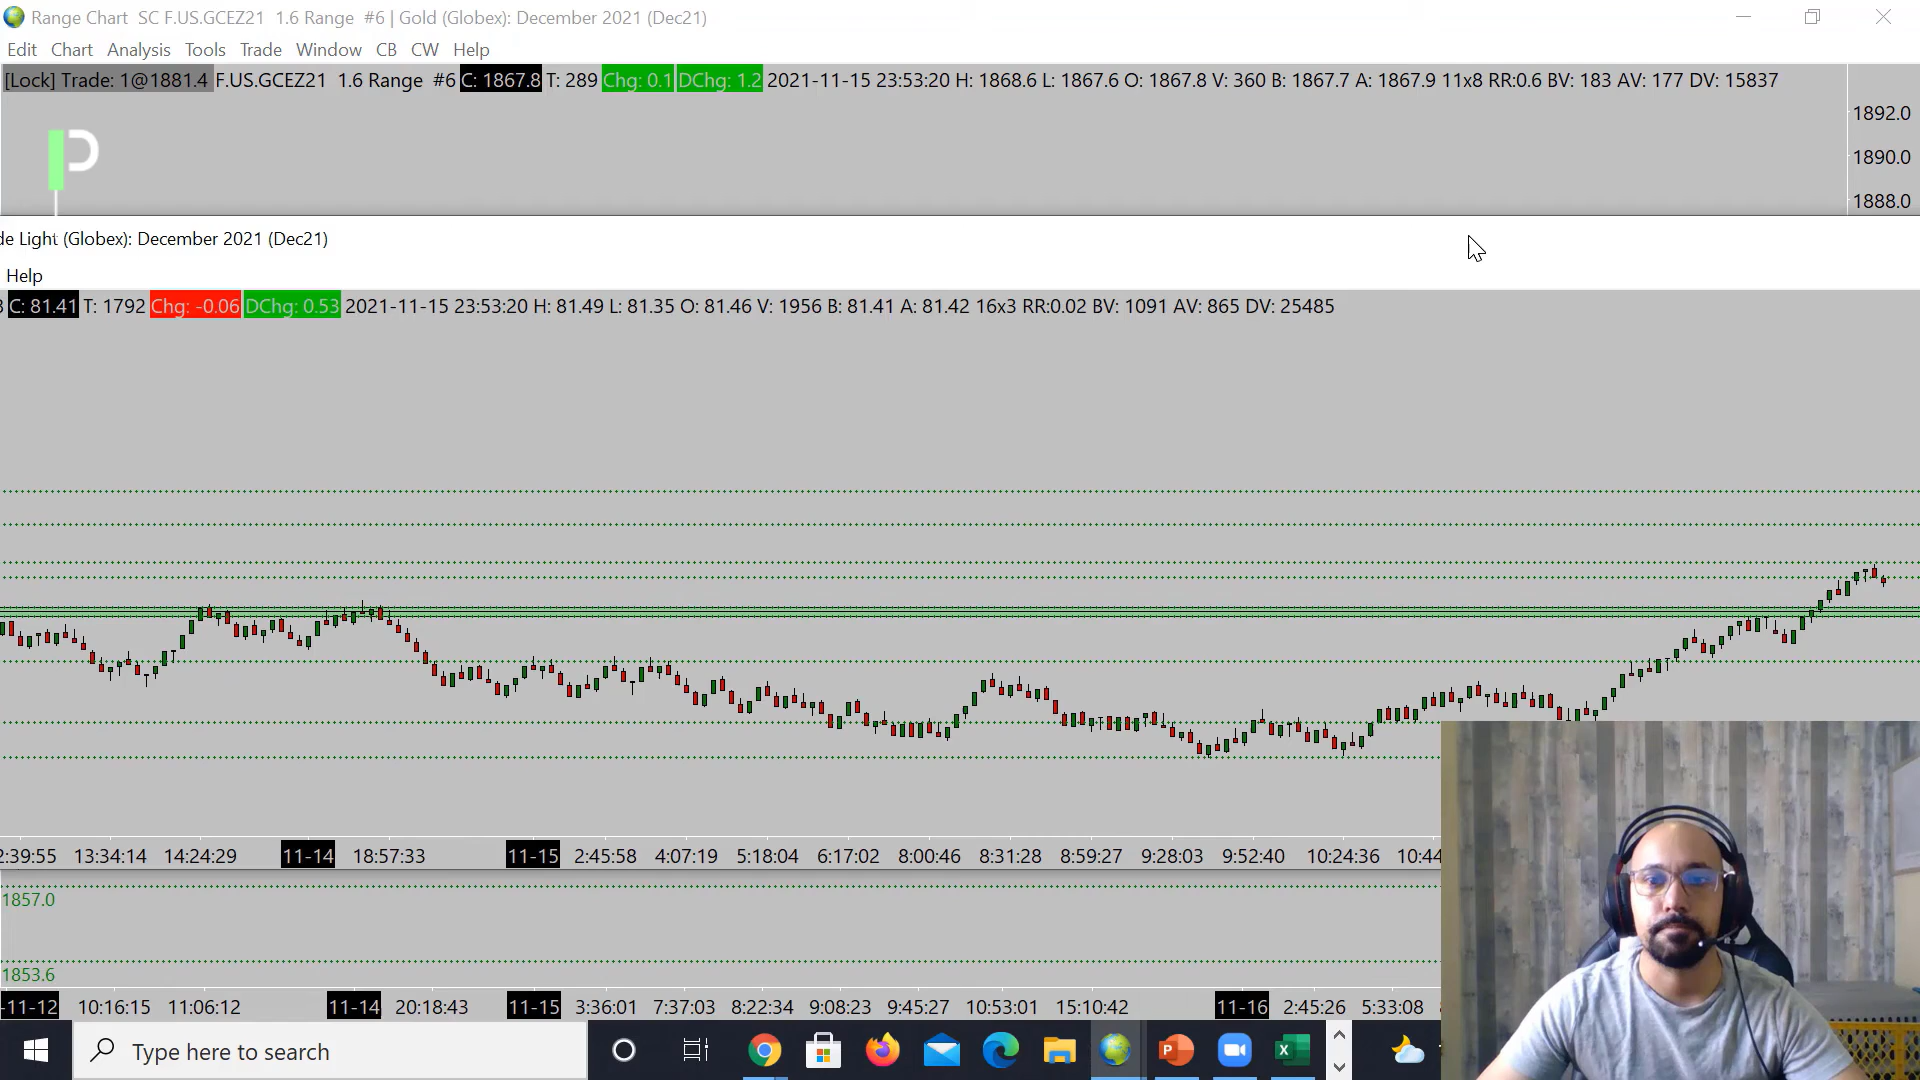 Range Chart  SC F.US.GCEZ21  1.6 Range  #6 | Gold (Globex): December 2021 (Dec21)
Edit Chart Analysis Tools Trade Window CB CW Help
[Lock] Trade: 1@1881.4 F.US.GCEZ21  1.6 Range  #6 C: 1867.8 T: 289 Chg: 0.1 DChg: 1.2 2021-11-15 23:53:20 H: 1868.6 L: 1867.6 O: 1867.8 V: 360 B: 1867.7 A: 1867.9 11x8 RR:0.6 BV: 183 AV: 177 DV: 15837
1892.0
1890.0
1888.0
de Light (Globex): December 2021 (Dec21)
Help
C: 81.41 T: 1792 Chg: -0.06 DChg: 0.53 2021-11-15 23:53:20 H: 81.49 L: 81.35 O: 81.46 V: 1956 B: 81.41 A: 81.42 16x3 RR:0.02 BV: 1091 AV: 865 DV: 25485
2:39:55 13:34:14 14:24:29 11-14 18:57:33 11-15 2:45:58 4:07:19 5:18:04 6:17:02 8:00:46 8:31:28 8:59:27 9:28:03 9:52:40 10:24:36 10:44
1857.0
1853.6
-11-12 10:16:15 11:06:12 11-14 20:18:43 11-15 3:36:01 7:37:03 8:22:34 9:08:23 9:45:27 10:53:01 15:10:42 11-16 2:45:26 5:33:08
Type here to search